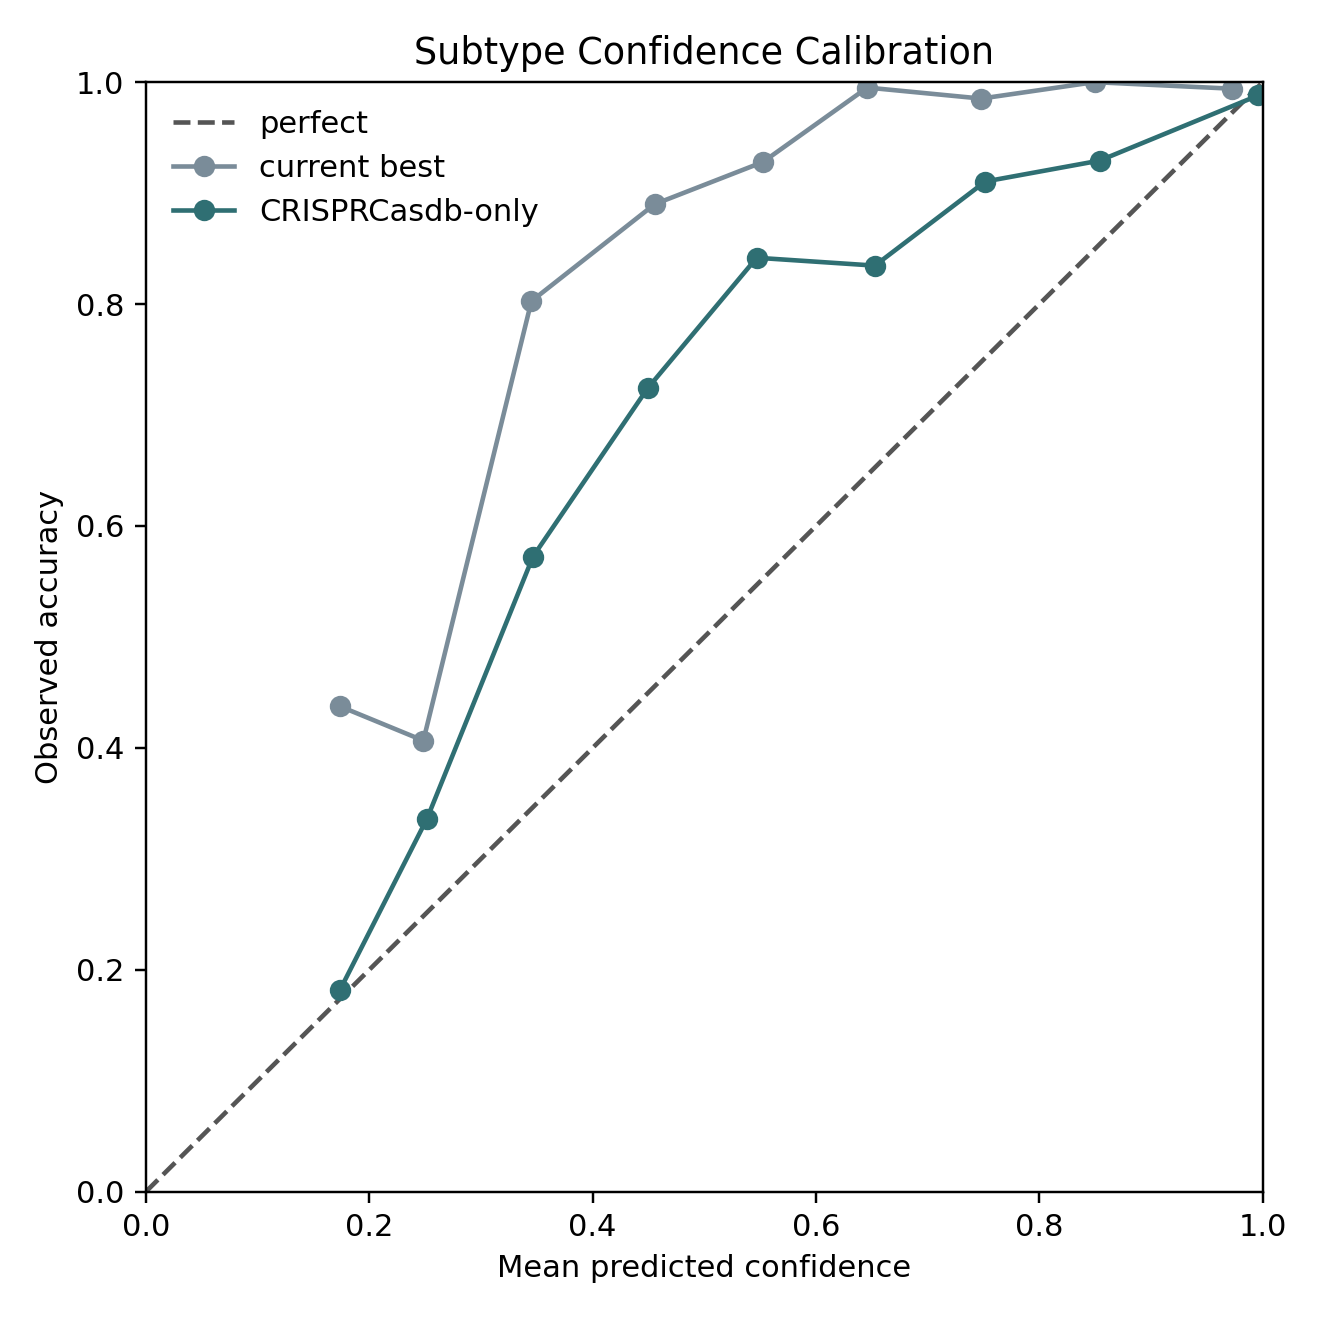 Subtype Confidence Calibration
perfect
current best
CRISPRCasdb-only
Observed accuracy
1.0
0.8
0.6
0.4
0.2
0.0
0.0 0.2 0.4 0.6 0.8 1.0
Mean predicted confidence